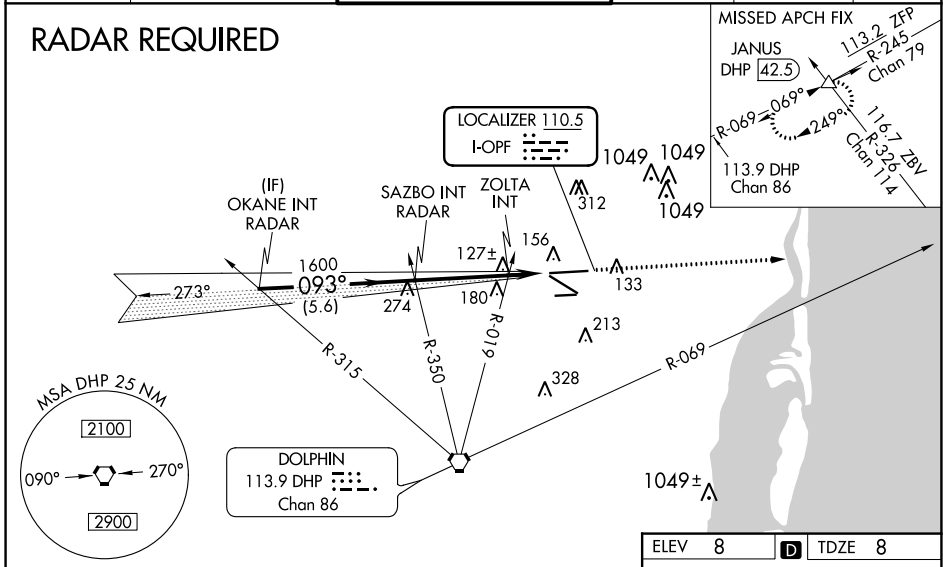 RADAR REQUIRED
MISSED APCH FIX
JANUS
DHP 42.5
113.2 ZFP
R-245
Chan 79
R-069
069°
249°
116.7 ZBV
R-326
Chan 114
113.9 DHP
Chan 86
LOCALIZER 110.5
I-OPF
1049
1049
1049
312
(IF)
OKANE INT
RADAR
SAZBO INT
RADAR
ZOLTA
INT
127±
156
1600
093°
(5.6)
273°
274
180
133
213
328
R-315
R-350
R-019
R-069
MSA DHP 25 NM
2100
090°
270°
2900
DOLPHIN
113.9 DHP
Chan 86
1049±
ELEV 8 D TDZE 8